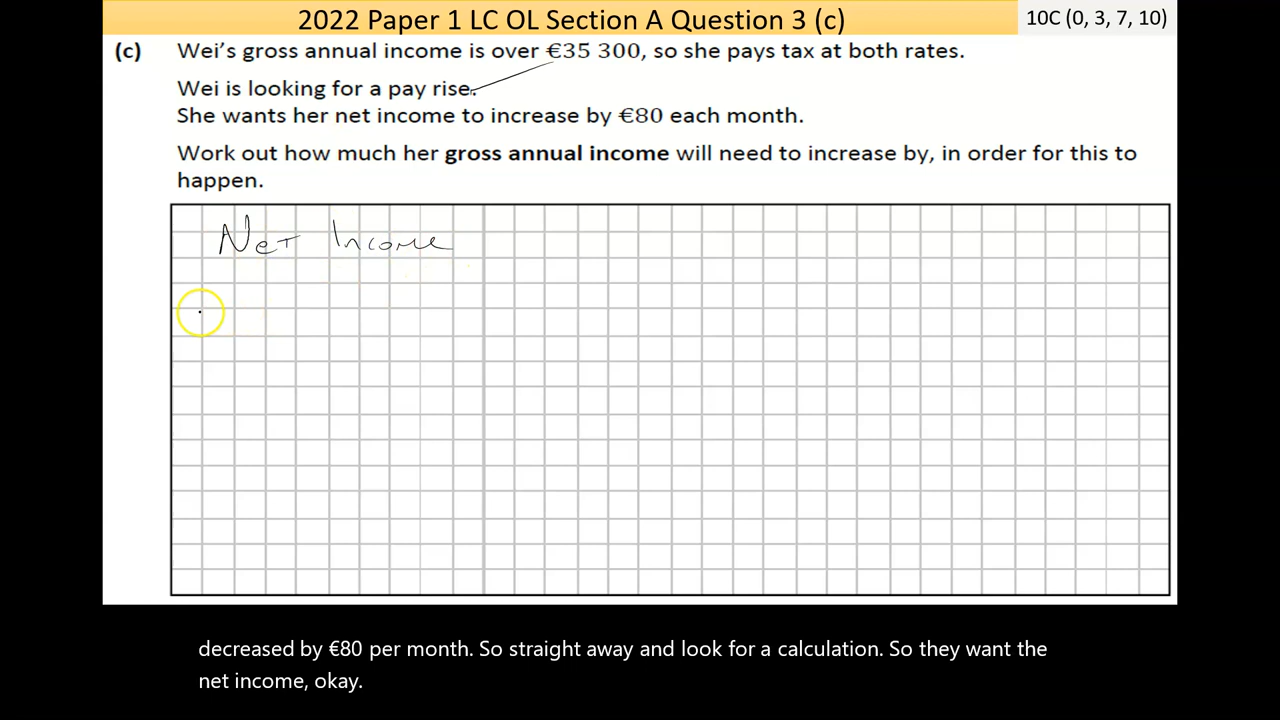 2022 Paper 1 LC OL Section A Question 3 (c)
10C (0, 3, 7, 10)
(c) Wei’s gross annual income is over €35 300, so she pays tax at both rates.
Wei is looking for a pay rise.
She wants her net income to increase by €80 each month.
Work out how much her gross annual income will need to increase by, in order for this to
happen.
Net Income
decreased by €80 per month. So straight away and look for a calculation. So they want the
net income, okay.